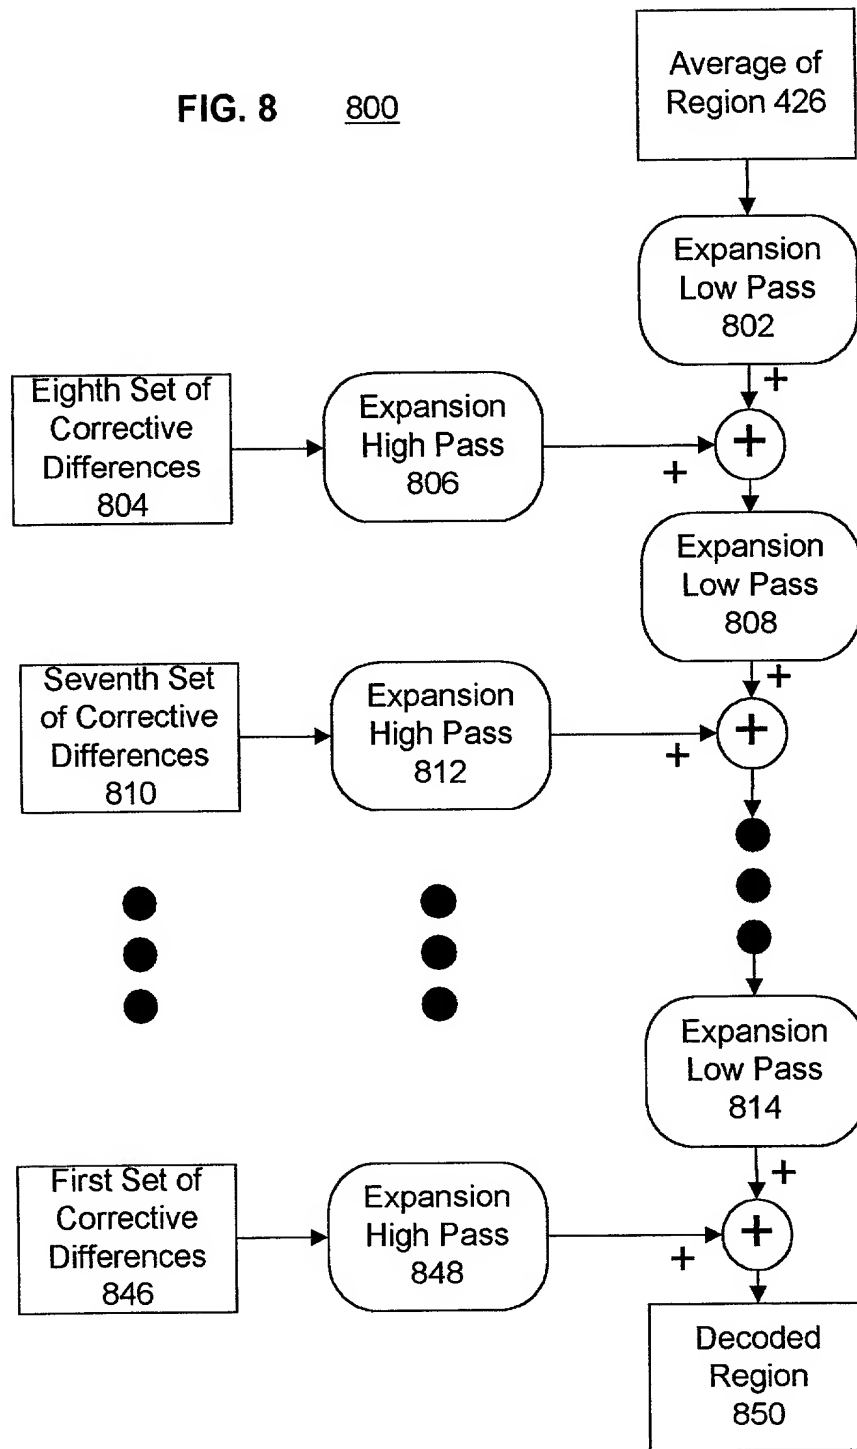 FIG. 8 800
Average of
Region 426
Expansion
Low Pass
802
+
Eighth Set of
Corrective
Differences
804
Expansion
High Pass
806
+
+
Expansion
Low Pass
808
+
Seventh Set
of Corrective
Differences
810
Expansion
High Pass
812
+
+
Expansion
Low Pass
814
+
First Set of
Corrective
Differences
846
Expansion
High Pass
848
+
+
Decoded
Region
850